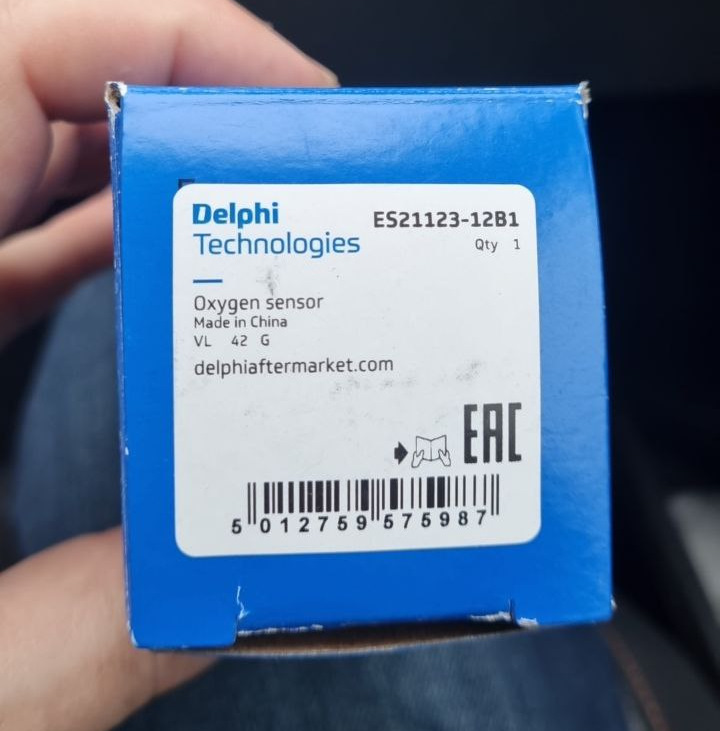 Delphi
Technologies
ES21123-12B1
Qty 1
Oxygen sensor
Made in China
VL 42 G
delphiaftermarket.com
EAC
5 012759 575987